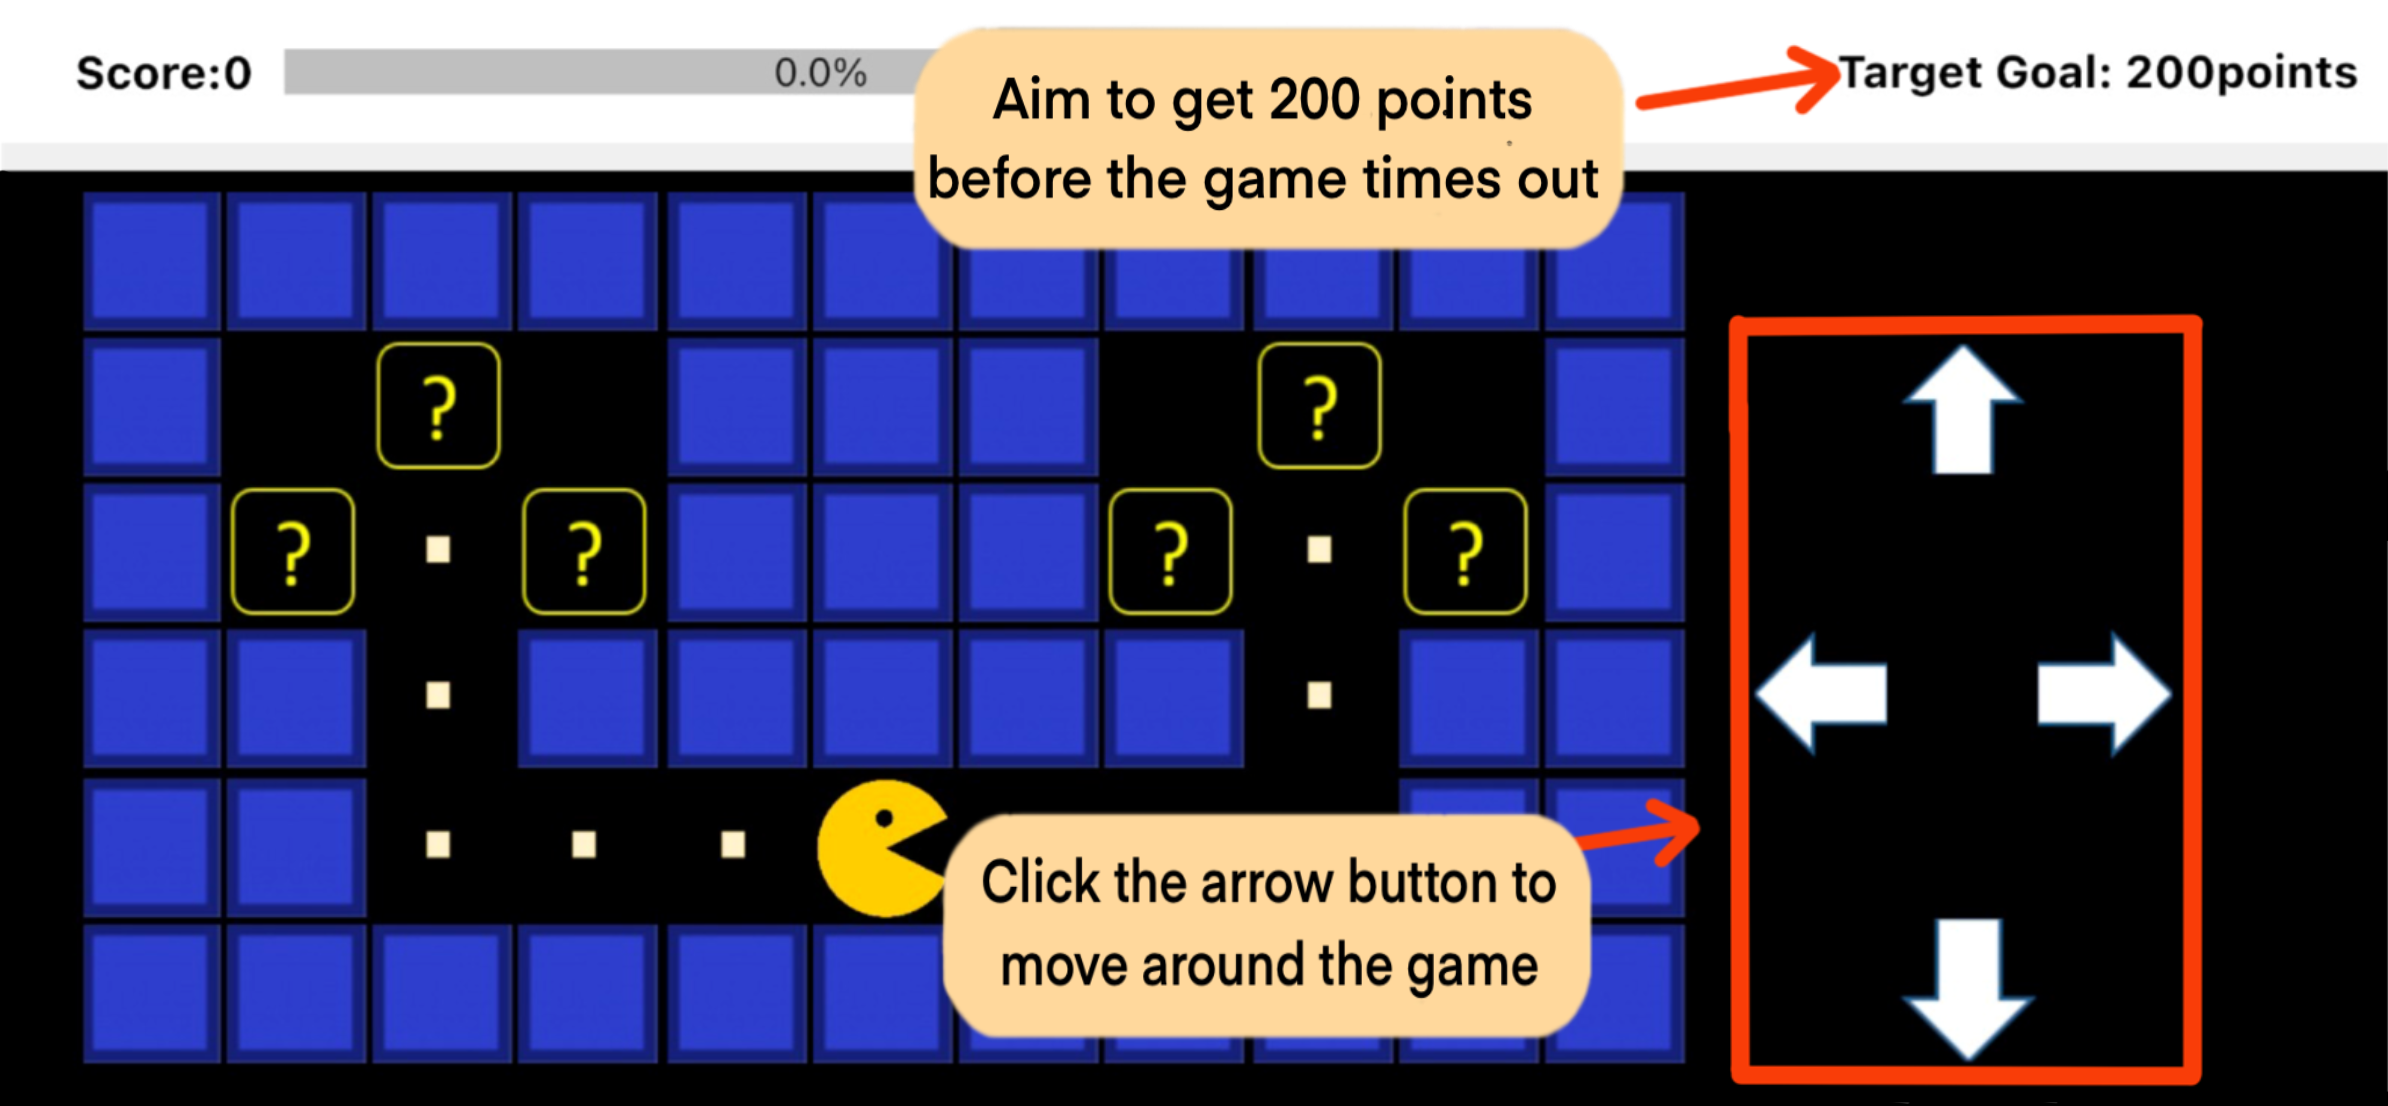 Score:0
0.0%
Aim to get 200 points
before the game times out
Target Goal: 200points
?
?
?
?
?
?
Click the arrow button to
move around the game